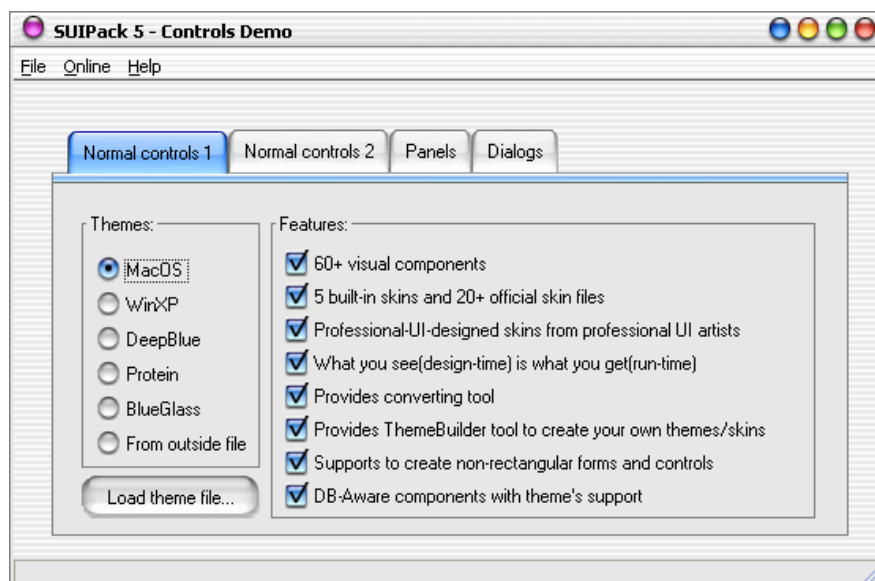 SUIPack 5 - Controls Demo
File Online Help
Normal controls 1 Normal controls 2 Panels Dialogs
Themes:
MacOS
WinXP
DeepBlue
Protein
BlueGlass
From outside file
Load theme file...
Features:
60+ visual components
5 built-in skins and 20+ official skin files
Professional-UI-designed skins from professional UI artists
What you see(design-time) is what you get(run-time)
Provides converting tool
Provides ThemeBuilder tool to create your own themes/skins
Supports to create non-rectangular forms and controls
DB-Aware components with theme's support